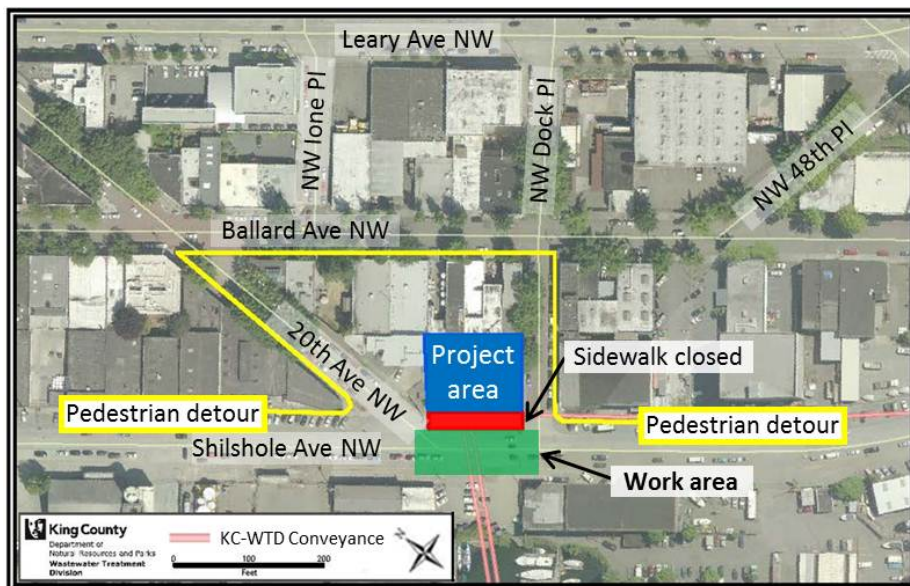 Leary Ave NW
NW Ione Pl
NW Dock Pl
NW 48th Pl
Ballard Ave NW
20th Ave NW
Project
area
Sidewalk closed
Pedestrian detour
Pedestrian detour
Shilshole Ave NW
Work area
King County
Department of
Natural Resources and Parks
Wastewater Treatment
Division
KC-WTD Conveyance
0 100 200
Feet
N